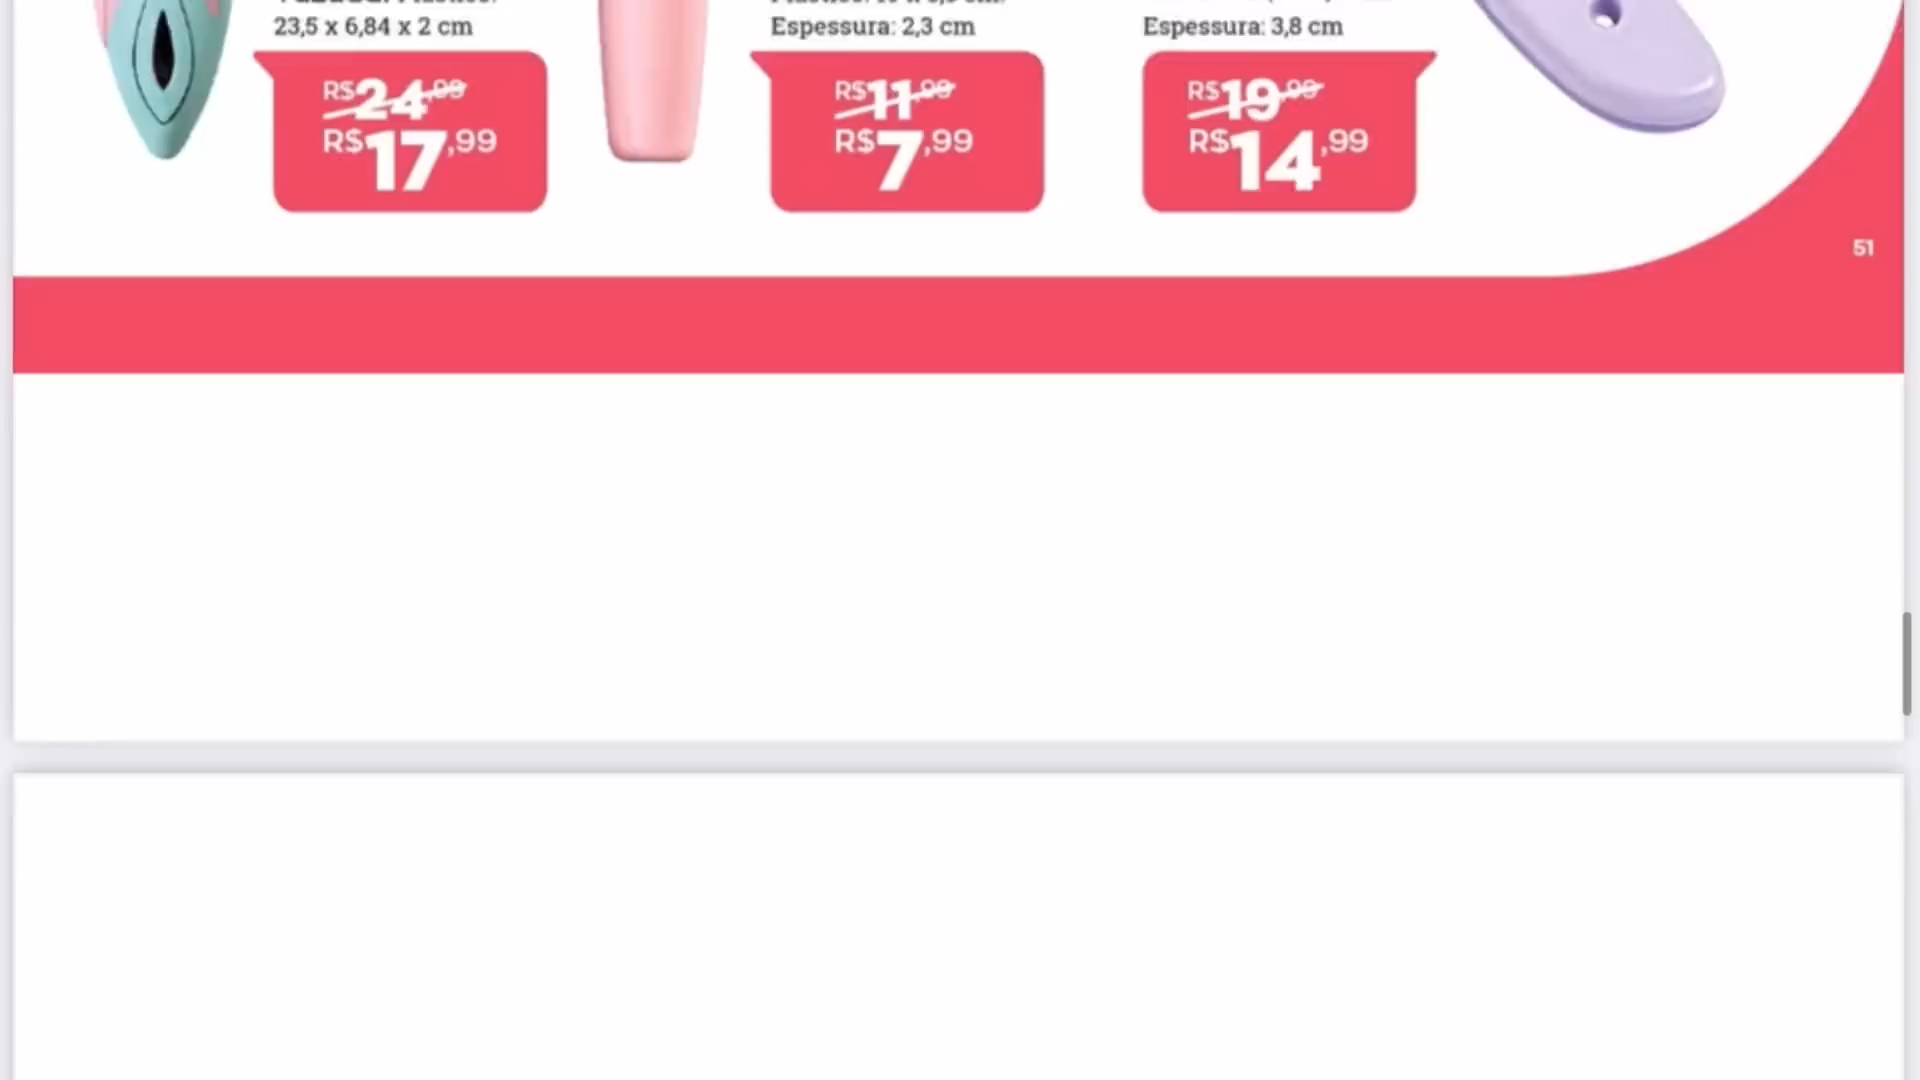 23,5 x 6,84 x 2 cm
R$24,99
R$17,99
Espessura: 2,3 cm
R$11,99
R$7,99
Espessura: 3,8 cm
R$19,99
R$14,99
51